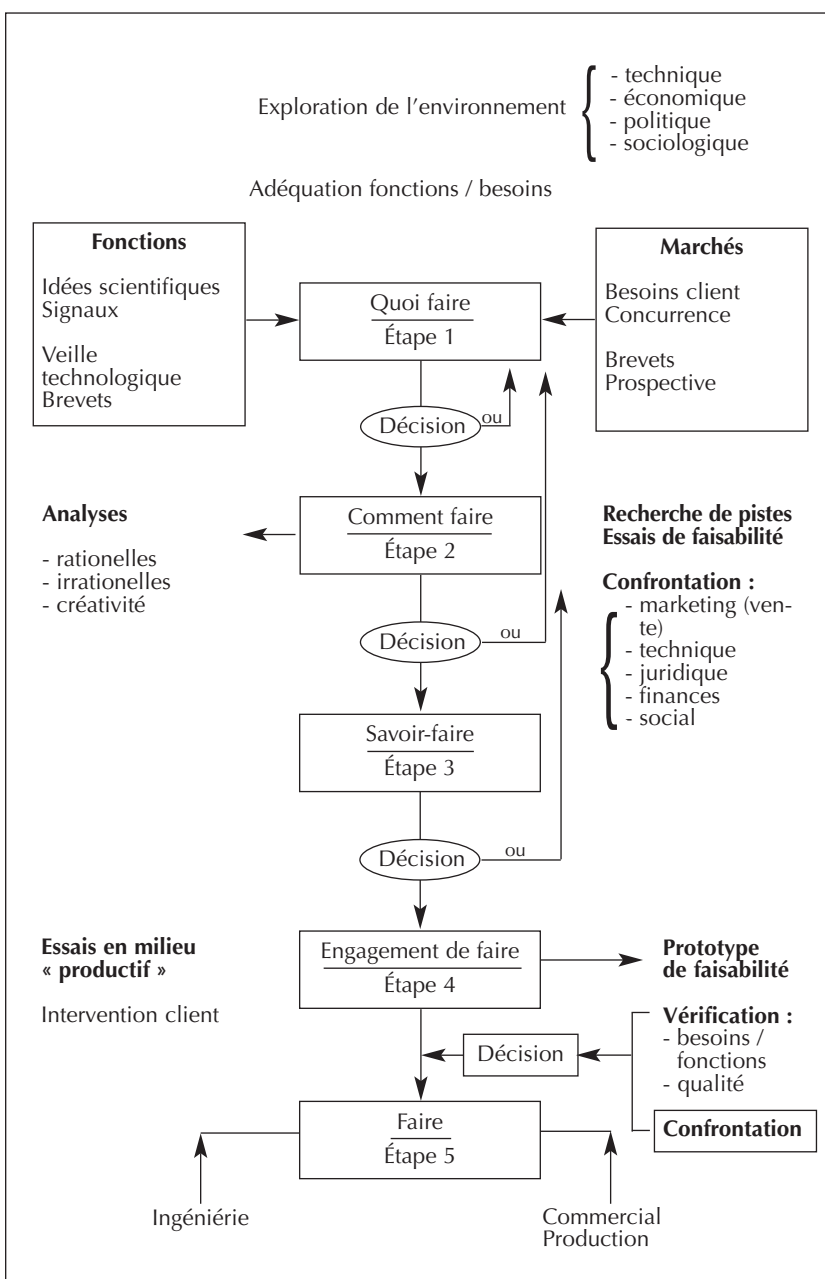 Exploration de l'environnement
- technique
- économique
- politique
- sociologique
Adéquation fonctions / besoins
Fonctions
Idées scientifiques
Signaux
Veille
technologique
Brevets
Quoi faire
Étape 1
Marchés
Besoins client
Concurrence
Brevets
Prospective
Décision
ou
Analyses
- rationelles
- irrationelles
- créativité
Comment faire
Étape 2
Recherche de pistes
Essais de faisabilité
Confrontation :
- marketing (ven-
te)
- technique
- juridique
- finances
- social
Décision
ou
Savoir-faire
Étape 3
Décision
ou
Essais en milieu
« productif »
Intervention client
Engagement de faire
Étape 4
Prototype
de faisabilité
Vérification :
- besoins /
fonctions
- qualité
Décision
Confrontation
Faire
Étape 5
Ingéniérie
Commercial
Production